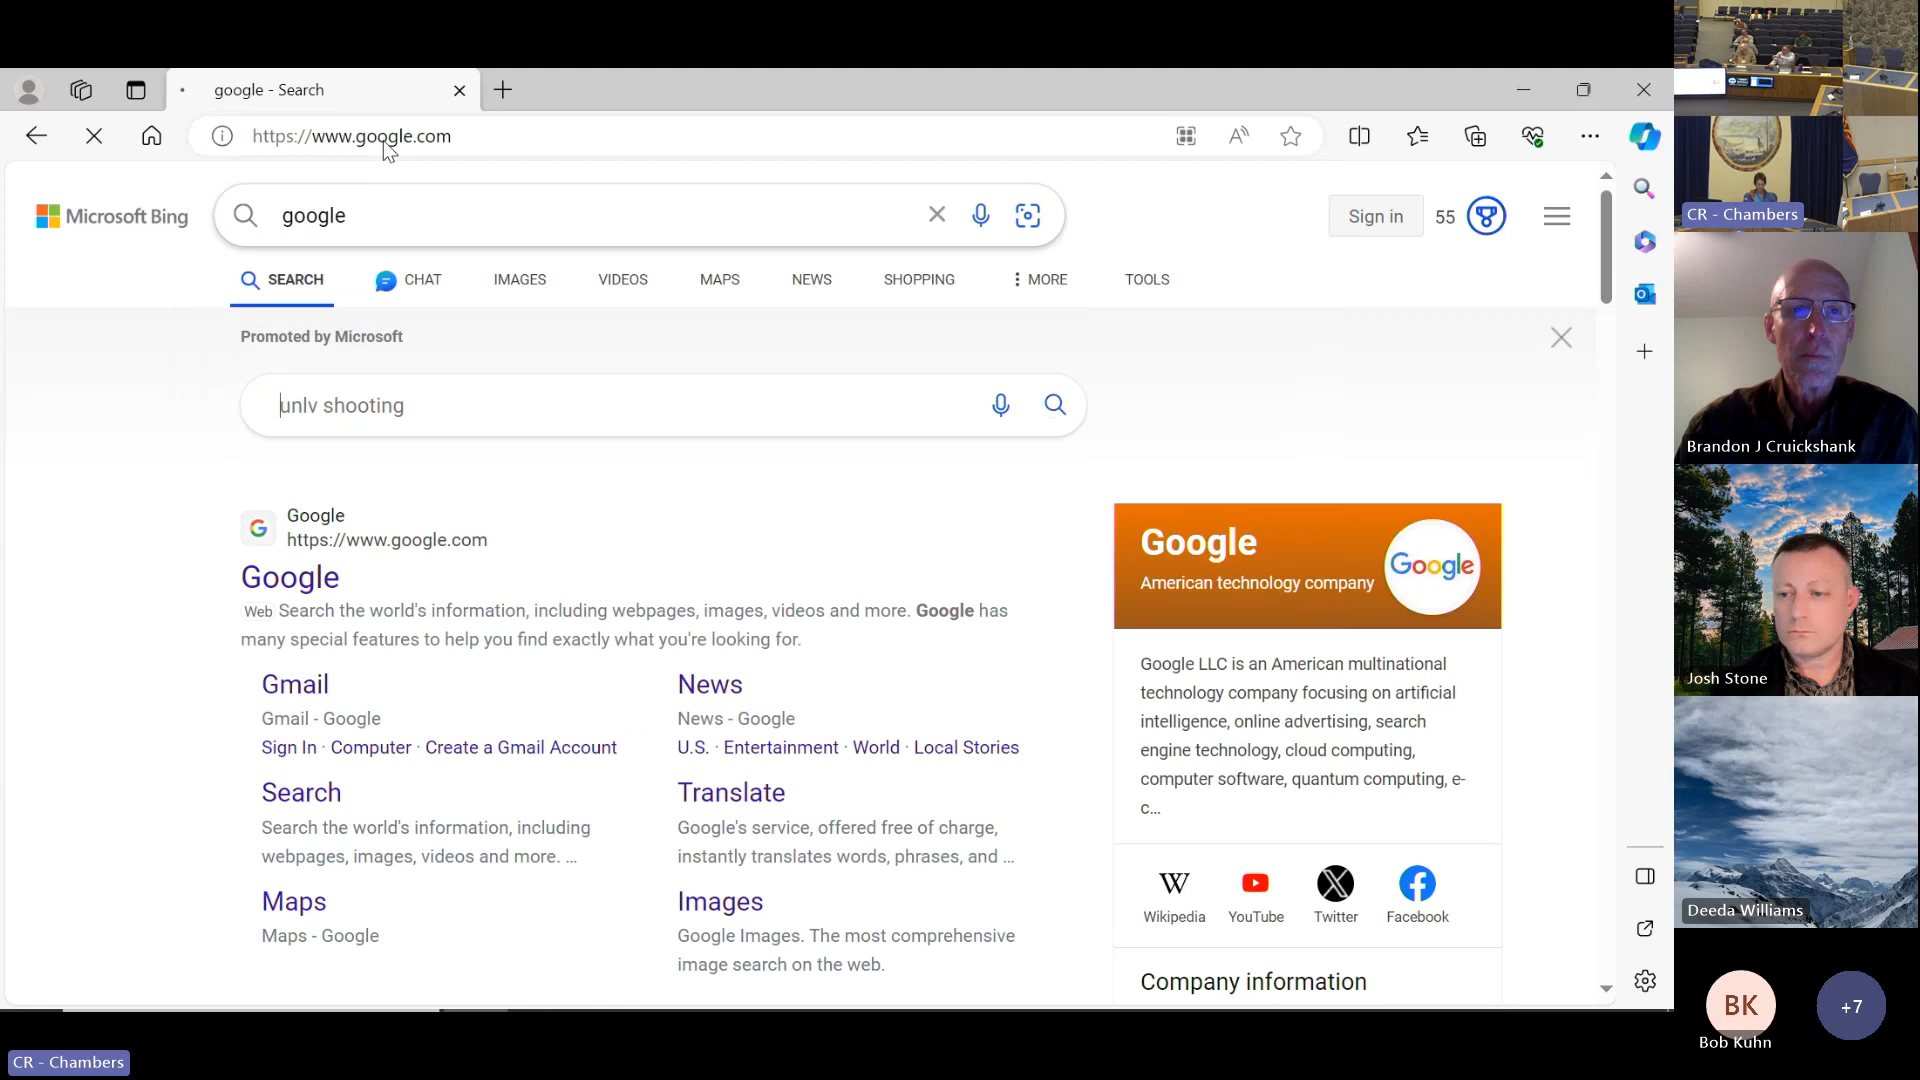 google - Search
https://www.google.com
Microsoft Bing
google
Sign in
55
SEARCH
CHAT
IMAGES
VIDEOS
MAPS
NEWS
SHOPPING
MORE
TOOLS
Promoted by Microsoft
unlv shooting
Google
https://www.google.com
Google
Web Search the world's information, including webpages, images, videos and more. Google has
many special features to help you find exactly what you're looking for.
Gmail
Gmail - Google
Sign In · Computer · Create a Gmail Account
News
News - Google
U.S. · Entertainment · World · Local Stories
Search
Search the world's information, including
webpages, images, videos and more. ...
Translate
Google's service, offered free of charge,
instantly translates words, phrases, and ...
Maps
Maps - Google
Images
Google Images. The most comprehensive
image search on the web.
Google
American technology company
Google
Google LLC is an American multinational
technology company focusing on artificial
intelligence, online advertising, search
engine technology, cloud computing,
computer software, quantum computing, e-
c...
W
Wikipedia
YouTube
Twitter
Facebook
Company information
CR - Chambers
Brandon J Cruickshank
Josh Stone
Deeda Williams
BK
+7
Bob Kuhn
CR - Chambers